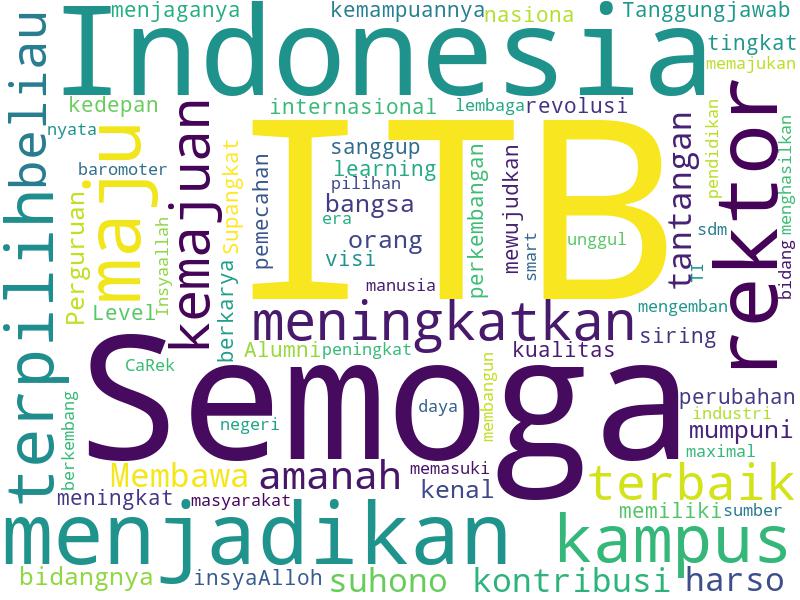 menjaganya
kemampuannya
nasiona
Tanggungjawab
Indonesia
tingkat
memajukan
beliau
kedepan
internasional
lembaga
revolusi
nyata
baromoter
maju
kemajuan
Supangkat
pemecahan
ITB
sanggup
learning
pilihan
bangsa
era
orang
visi
manusia
perkembangan
mewujudkan
smart
unggul
tantangan
TI
sdm
pendidikan
rektor
menghasilkan
bidang
terpilih
Perguruan
Insyaallah
Level
berkarya
meningkatkan
mengemban
siring
Alumni
peningkat
kualitas
CaRek
Semoga
daya
membangun
negeri
perubahan
industri
mumpuni
maximal
berkembang
Membawa
amanah
memasuki
kenal
terbaik
meningkat
masyarakat
memiliki
sumber
menjadikan
kampus
bidangnya
insyaAlloh
suhono
kontribusi
harso